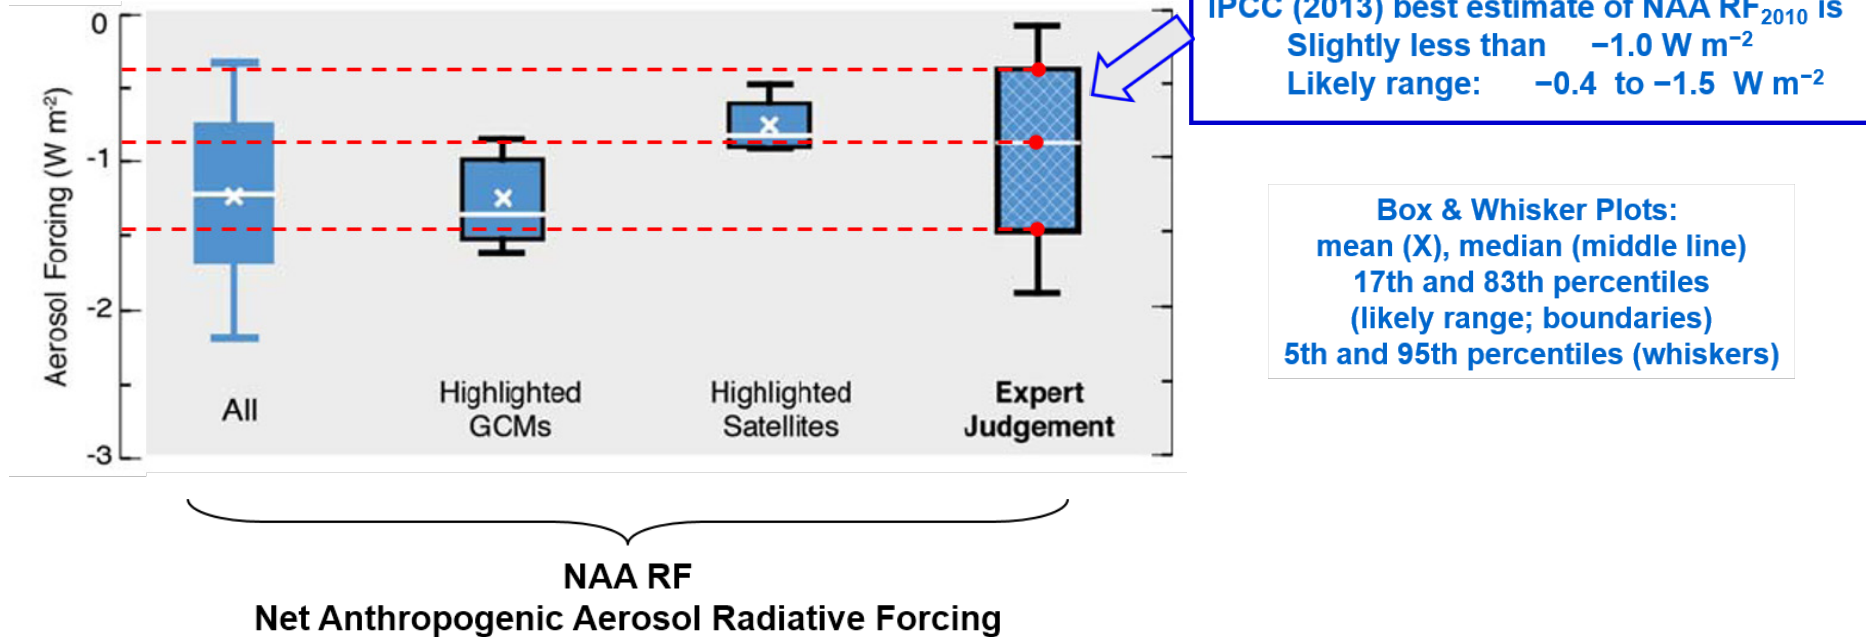 IPCC (2013) best estimate of NAA RF₂₀₁₀ is
Slightly less than −1.0 W m⁻²
Likely range: −0.4 to −1.5 W m⁻²
0
-1
-2
-3
Aerosol Forcing (W m⁻²)
All
Highlighted
GCMs
Highlighted
Satellites
Expert
Judgement
Box & Whisker Plots:
mean (X), median (middle line)
17th and 83th percentiles
(likely range; boundaries)
5th and 95th percentiles (whiskers)
NAA RF
Net Anthropogenic Aerosol Radiative Forcing